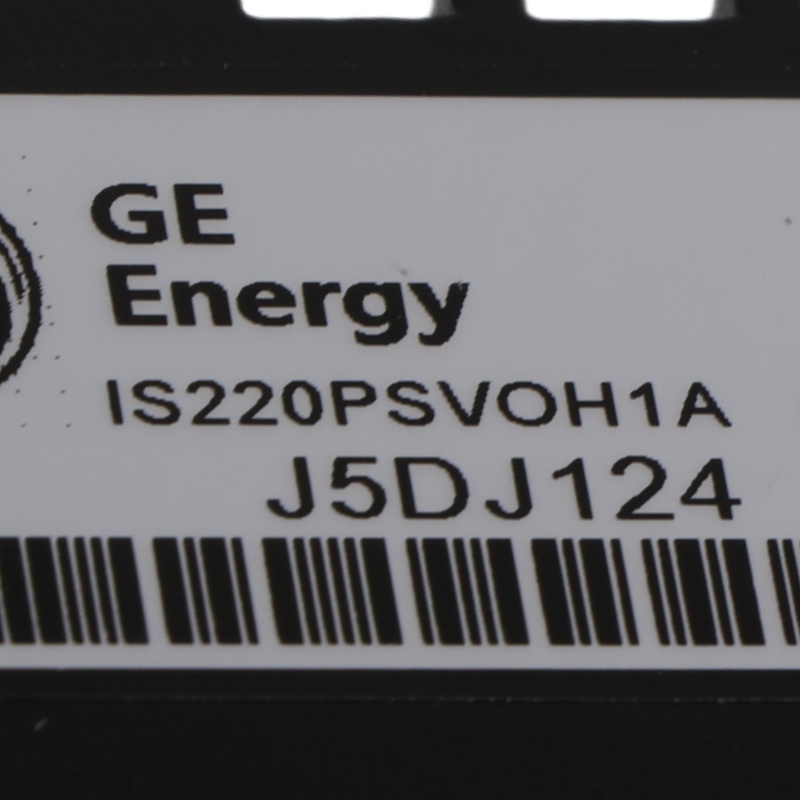 GE
Energy
IS220PSVOH1A
J5DJ124